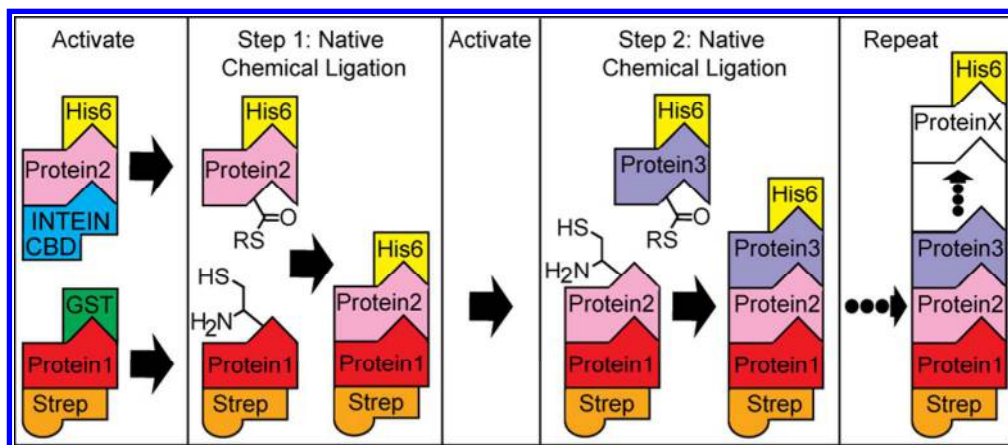 Activate
His6
Protein2
INTEIN
CBD
GST
Protein1
Strep
Step 1: Native
Chemical Ligation
His6
Protein2
O
RS
HS
H2N
Protein1
Strep
His6
Protein2
Protein1
Strep
Activate
Step 2: Native
Chemical Ligation
His6
Protein3
O
RS
HS
H2N
Protein2
Protein1
Strep
His6
Protein3
Protein2
Protein1
Strep
Repeat
His6
ProteinX
Protein3
Protein2
Protein1
Strep